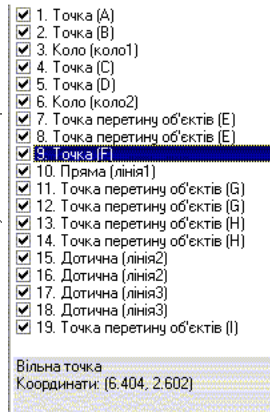 1. Точка (A)
2. Точка (B)
3. Коло (коло1)
4. Точка (C)
5. Точка (D)
6. Коло (коло2)
7. Точка перетину об'єктів (E)
8. Точка перетину об'єктів (E)
9. Точка (F)
10. Пряма (лінія1)
11. Точка перетину об'єктів (G)
12. Точка перетину об'єктів (G)
13. Точка перетину об'єктів (H)
14. Точка перетину об'єктів (H)
15. Дотична (лінія2)
16. Дотична (лінія2)
17. Дотична (лінія3)
18. Дотична (лінія3)
19. Точка перетину об'єктів (I)
Вільна точка
Координати: (6.404, 2.602)